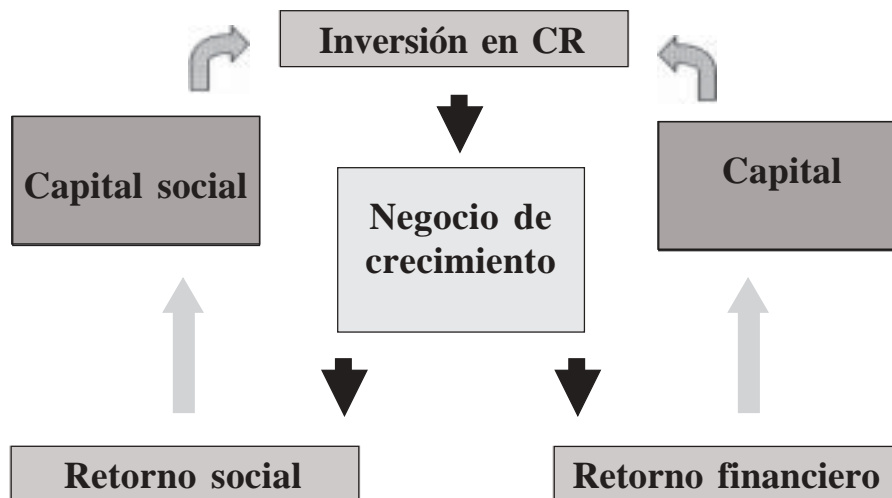 Inversión en CR
Capital social
Capital
Negocio de
crecimiento
Retorno social
Retorno financiero